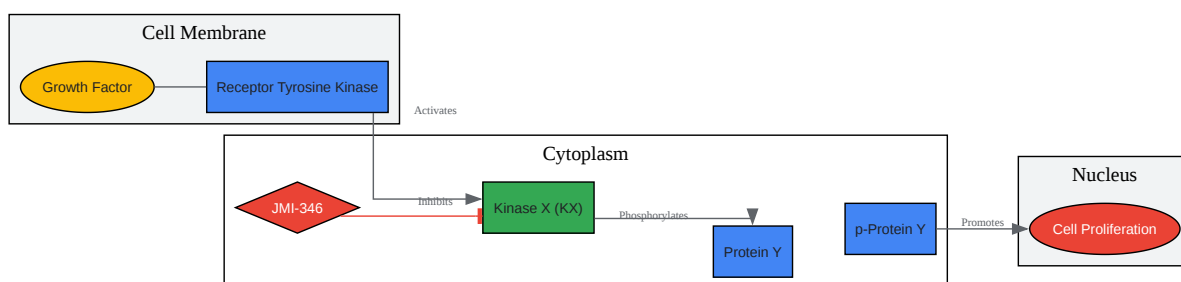 Cell Membrane
Growth Factor
Receptor Tyrosine Kinase
Activates
Cytoplasm
JMI-346
Inhibits
Kinase X (KX)
Phosphorylates
Protein Y
p-Protein Y
Promotes
Nucleus
Cell Proliferation